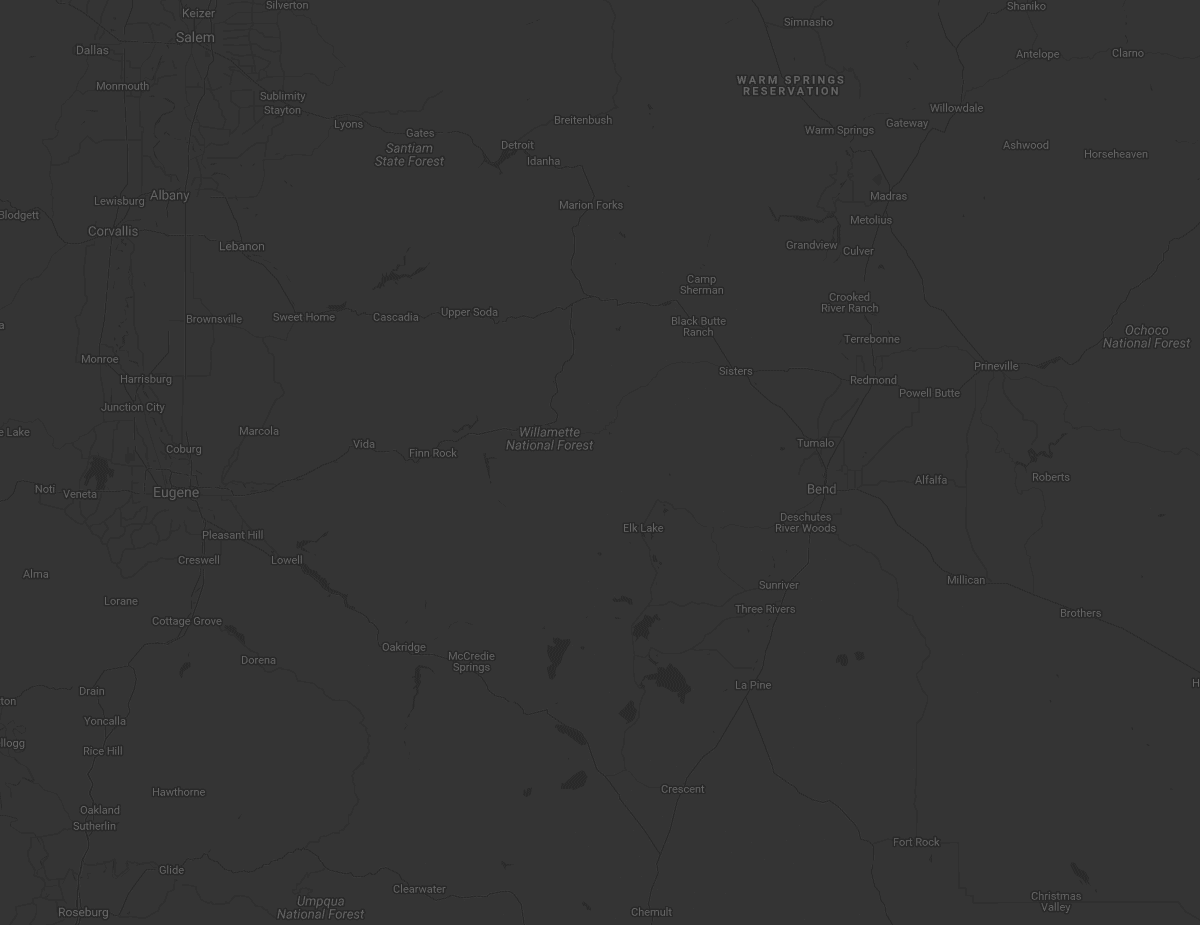 Silverton
Shaniko
Keizer
Simnasho
Salem
Dallas
Antelope
Clarno
WARM SPRINGS
RESERVATION
Monmouth
Sublimity
Stayton
Willowdale
Lyons
Breitenbush
Gateway
Warm Springs
Gates
Santiam
State Forest
Detroit
Idanha
Ashwood
Horseheaven
Albany
Lewisburg
Madras
Marion Forks
Blodgett
Metolius
Corvallis
Lebanon
Grandview
Culver
Camp
Sherman
Crooked
River Ranch
Brownsville
Sweet Home
Cascadia
Upper Soda
Black Butte
Ranch
a
Ochoco
National Forest
Terrebonne
Monroe
Harrisburg
Sisters
Prineville
Redmond
Powell Butte
Junction City
e Lake
Marcola
Willamette
National Forest
Coburg
Vida
Finn Rock
Tumalo
Noti
Veneta
Eugene
Bend
Alfalfa
Roberts
Elk Lake
Deschutes
River Woods
Pleasant Hill
Creswell
Lowell
Alma
Sunriver
Millican
Lorane
Three Rivers
Brothers
Cottage Grove
Oakridge
McCredie
Springs
Dorena
La Pine
H
Drain
ton
Yoncalla
llogg
Rice Hill
Hawthorne
Crescent
Oakland
Sutherlin
Fort Rock
Glide
Clearwater
Christmas
Valley
Umpqua
National Forest
Roseburg
Chemult